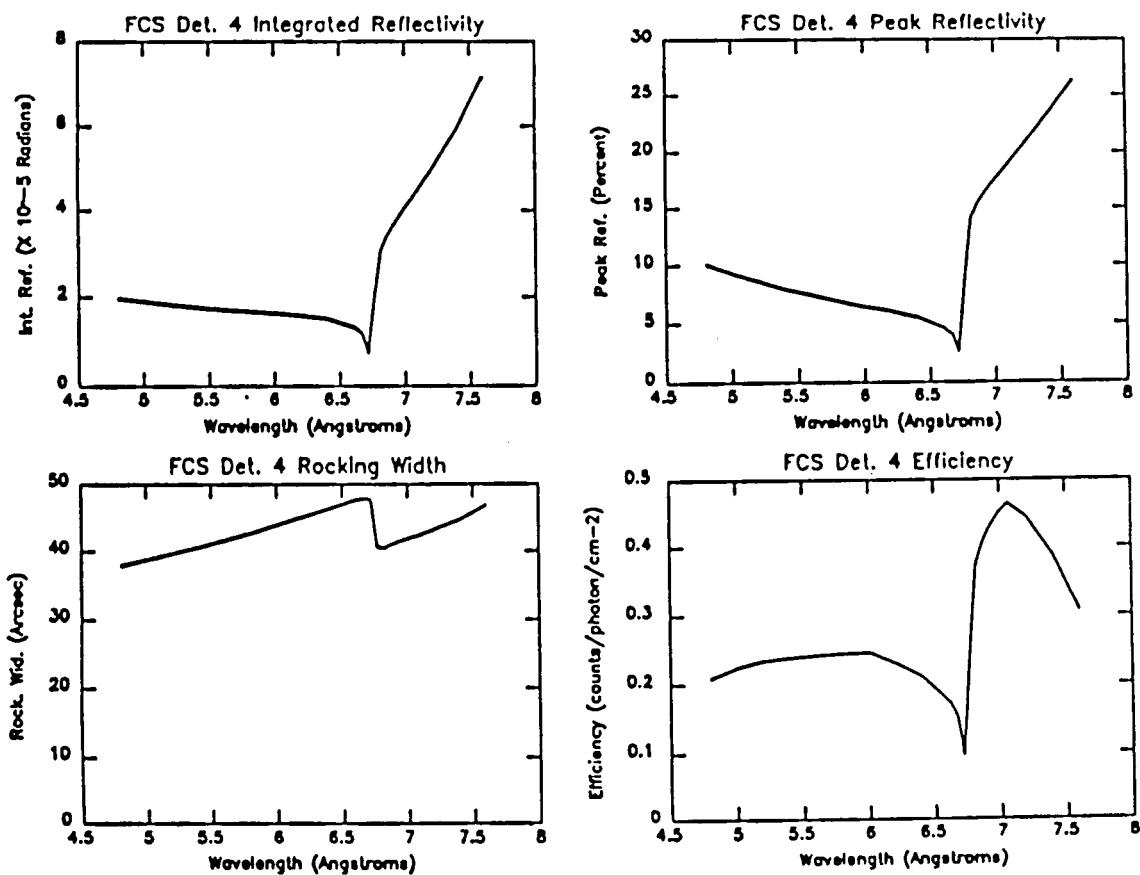 FCS Det. 4 Integrated Reflectivity
8
6
4
2
0
Int. Ref. (X 10−5 Radians)
4.5 5 5.5 6 6.5 7 7.5 8
Wavelength (Angstroms)
FCS Det. 4 Peak Reflectivity
30
25
20
15
10
5
0
Peak Ref. (Percent)
4.5 5 5.5 6 6.5 7 7.5 8
Wavelength (Angstroms)
FCS Det. 4 Rocking Width
50
40
30
20
10
0
Rock. Wid. (Arcsec)
4.5 5 5.5 6 6.5 7 7.5 8
Wavelength (Angstroms)
FCS Det. 4 Efficiency
0.5
0.4
0.3
0.2
0.1
0
Efficiency (counts/photon/cm−2)
4.5 5 5.5 6 6.5 7 7.5 8
Wavelength (Angstroms)